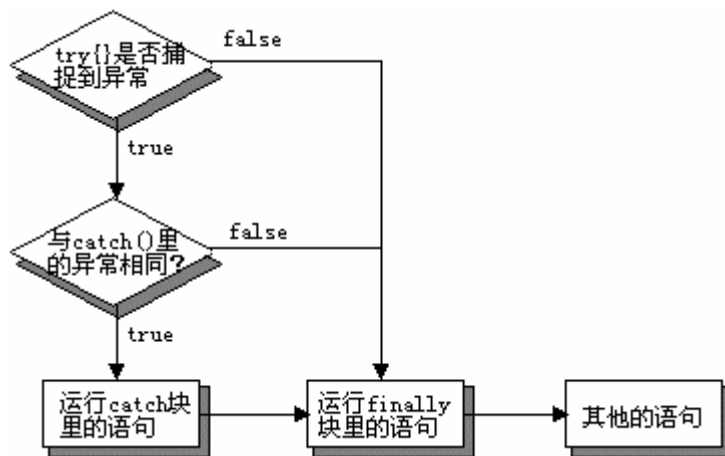 try{}是否捕
捉到异常
false
true
与catch()里
的异常相同?
false
true
运行catch块
里的语句
运行finally
块里的语句
其他的语句